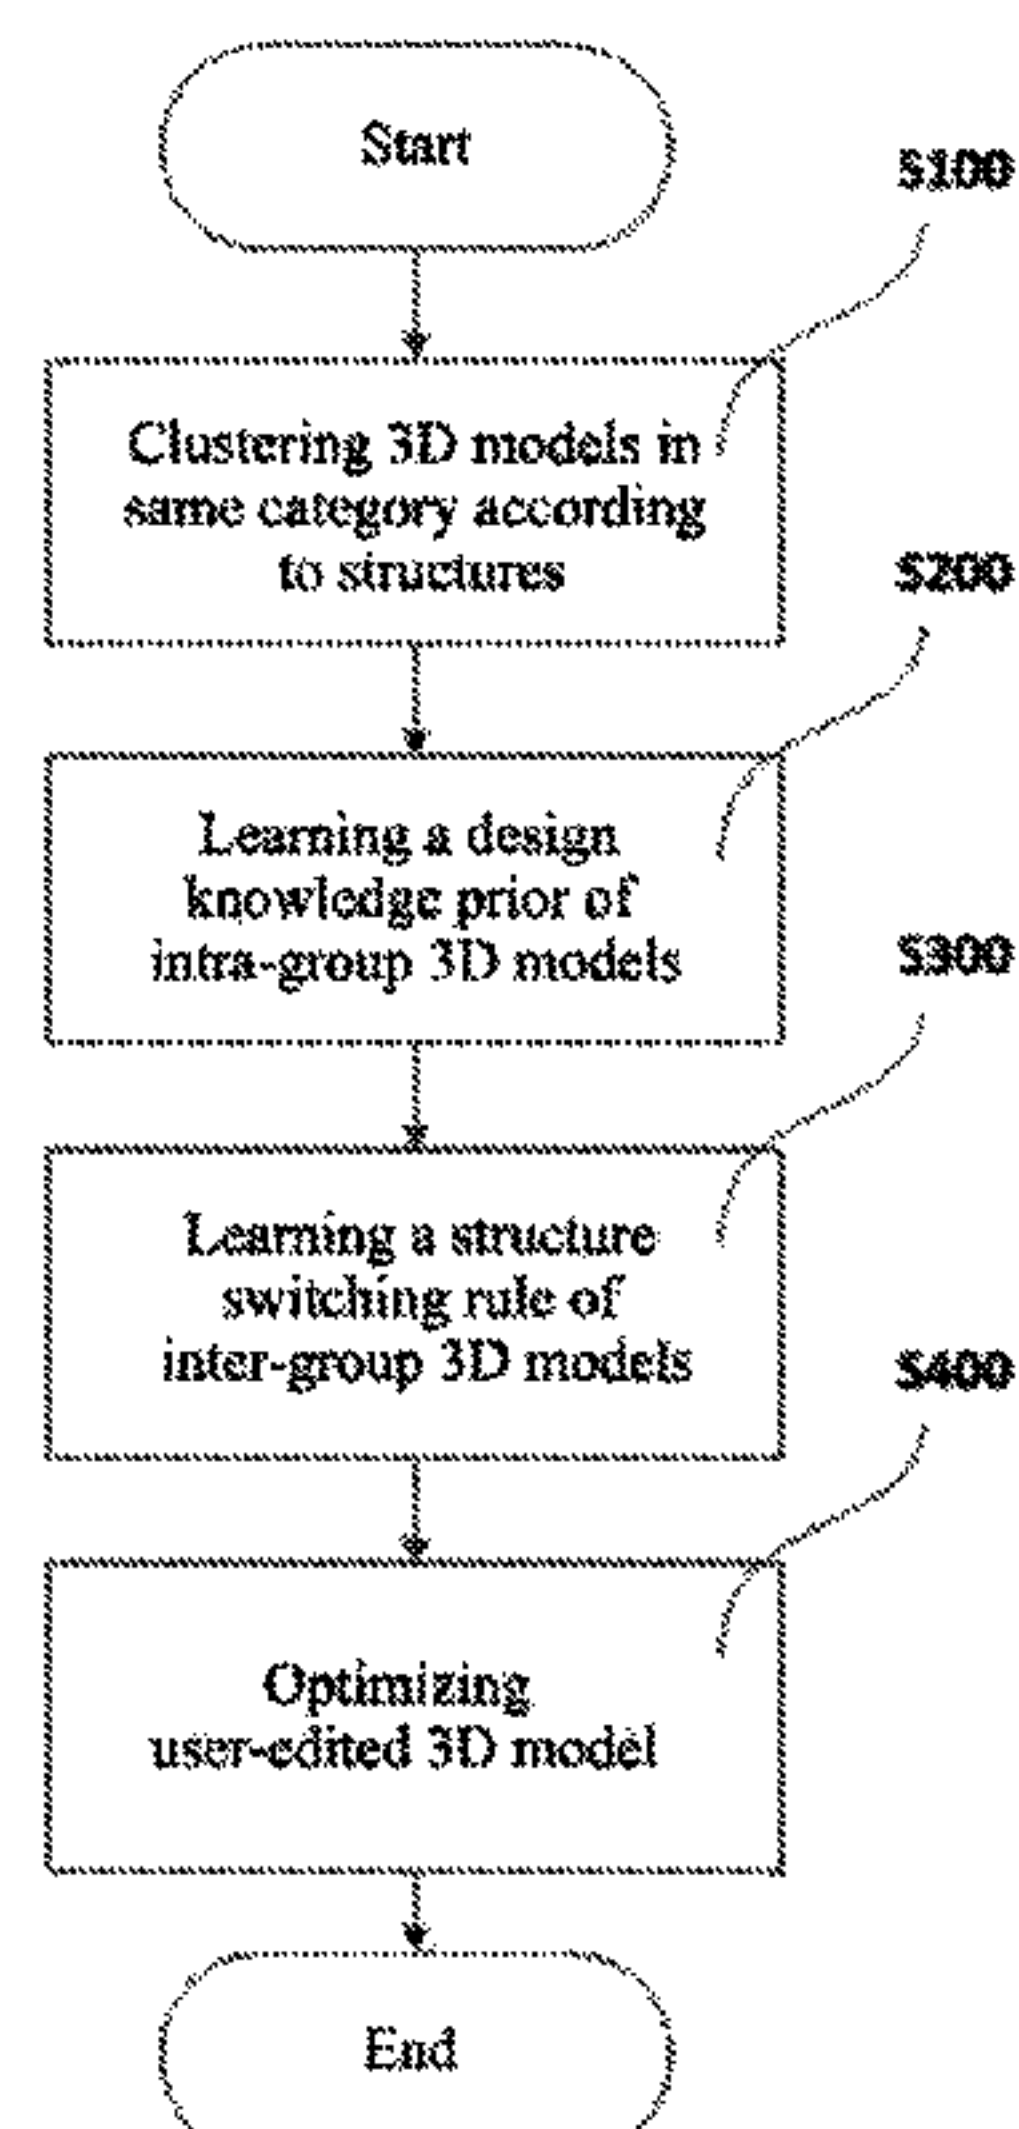 Start
S100
Clustering 3D models in
same category according
to structures
S200
Learning a design
knowledge prior of
intra-group 3D models
S300
Learning a structure
switching rule of
inter-group 3D models
S400
Optimizing
user-edited 3D model
End